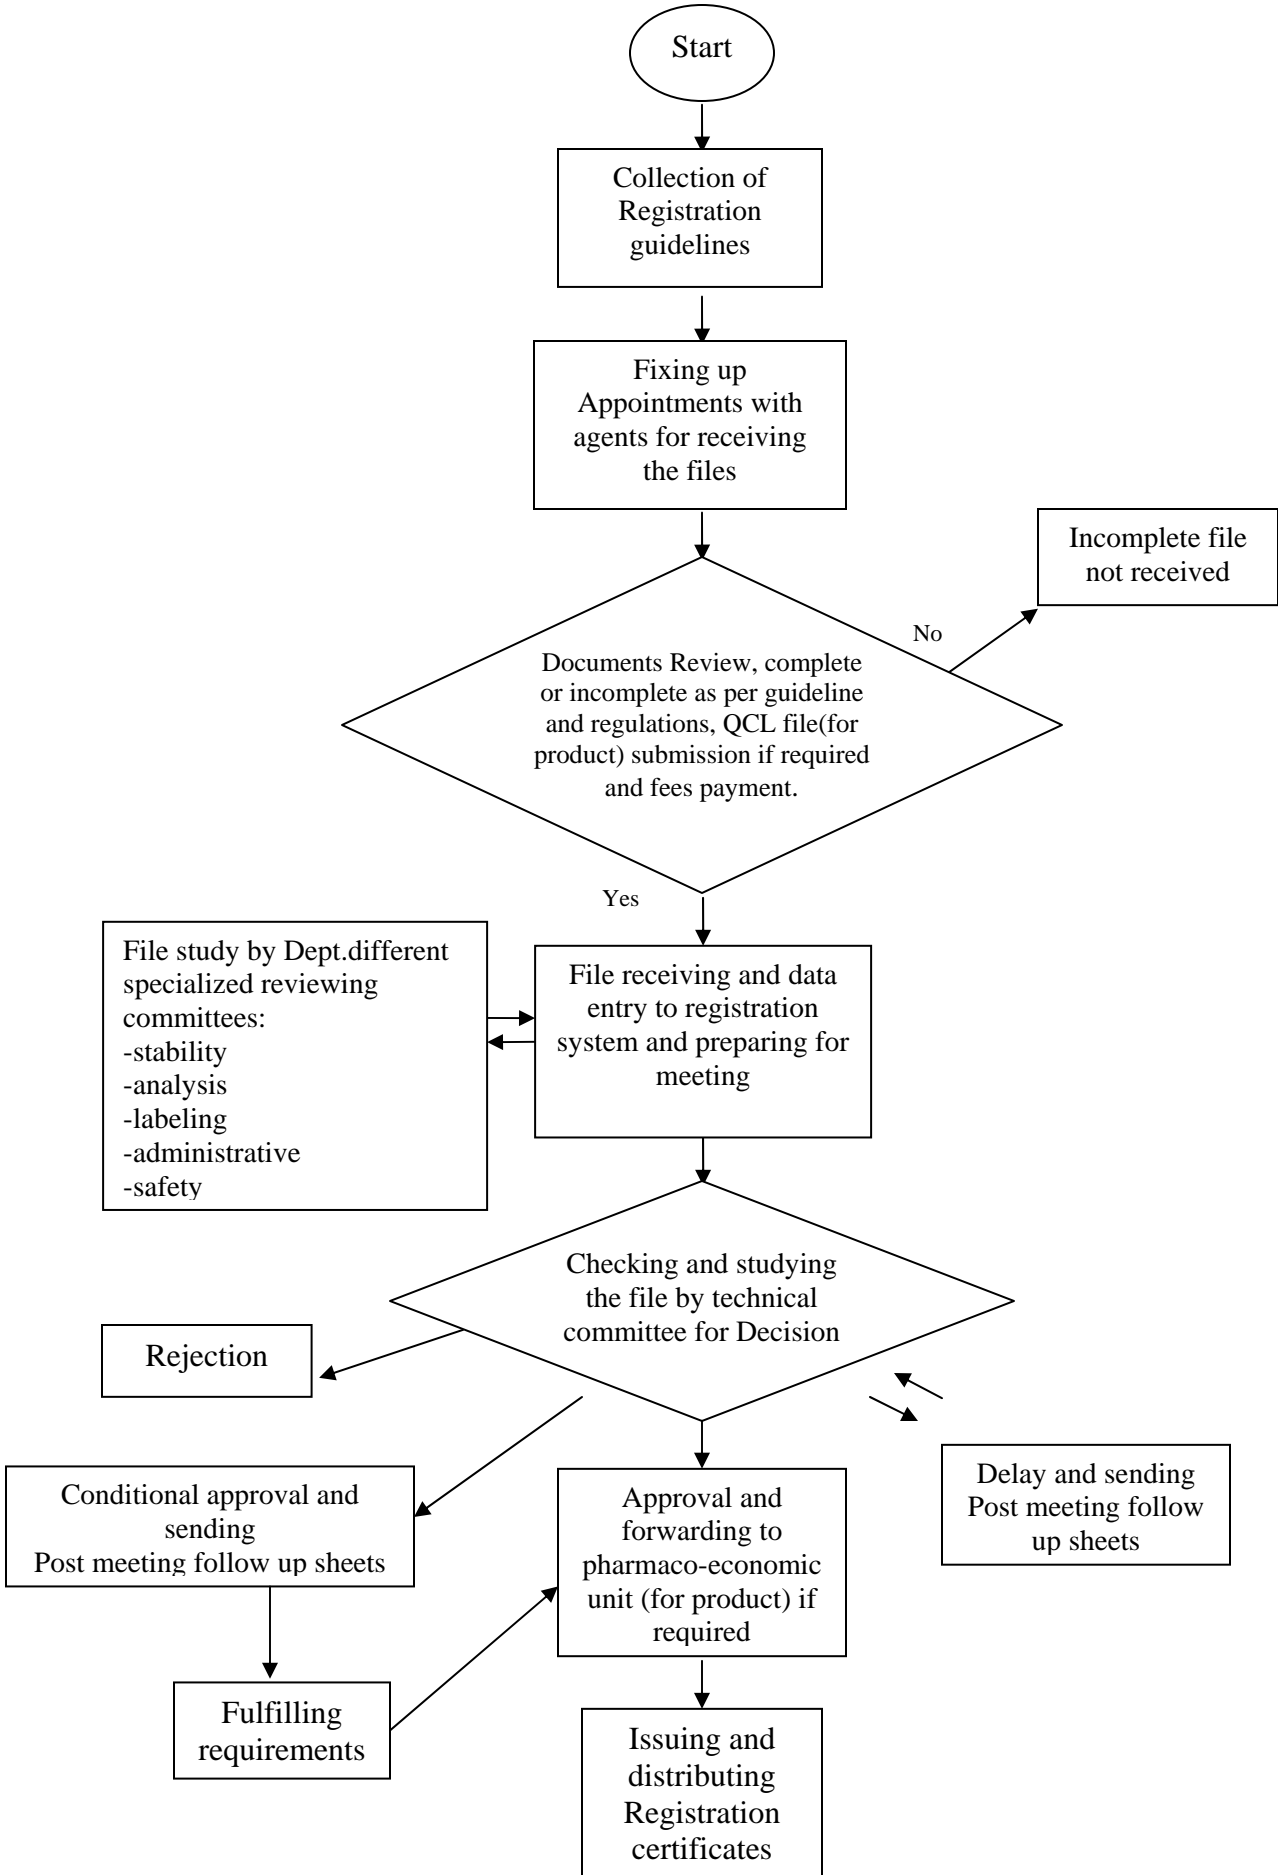 Start
Collection of
Registration
guidelines
Fixing up
Appointments with
agents for receiving
the files
Incomplete file
not received
No
Documents Review, complete
or incomplete as per guideline
and regulations, QCL file(for
product) submission if required
and fees payment.
Yes
File study by Dept.different
specialized reviewing
committees:
-stability
-analysis
-labeling
-administrative
-safety
File receiving and data
entry to registration
system and preparing for
meeting
Checking and studying
the file by technical
committee for Decision
Rejection
Conditional approval and
sending
Post meeting follow up sheets
Approval and
forwarding to
pharmaco-economic
unit (for product) if
required
Delay and sending
Post meeting follow
up sheets
Fulfilling
requirements
Issuing and
distributing
Registration
certificates